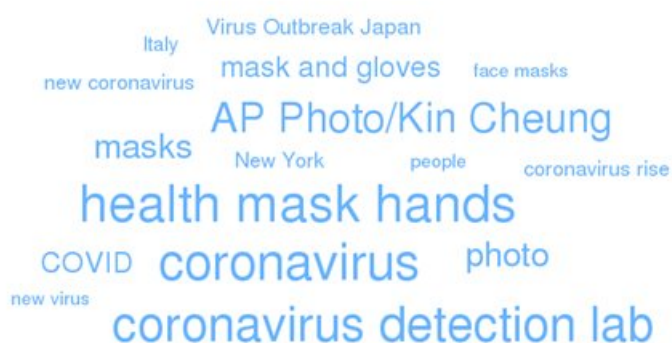 Virus Outbreak Japan
Italy
mask and gloves
face masks
new coronavirus
AP Photo/Kin Cheung
masks
New York
people
coronavirus rise
health mask hands
COVID
coronavirus
photo
new virus
coronavirus detection lab